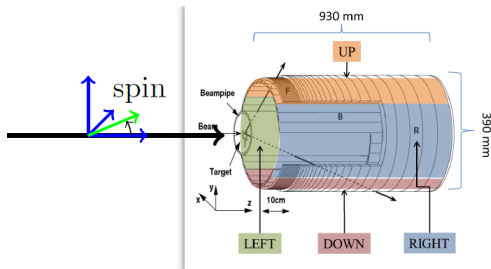 930 mm
UP
spin
F
Beampipe
B
Beam
R
390 mm
Target
y
x
z
10cm
LEFT
DOWN
RIGHT